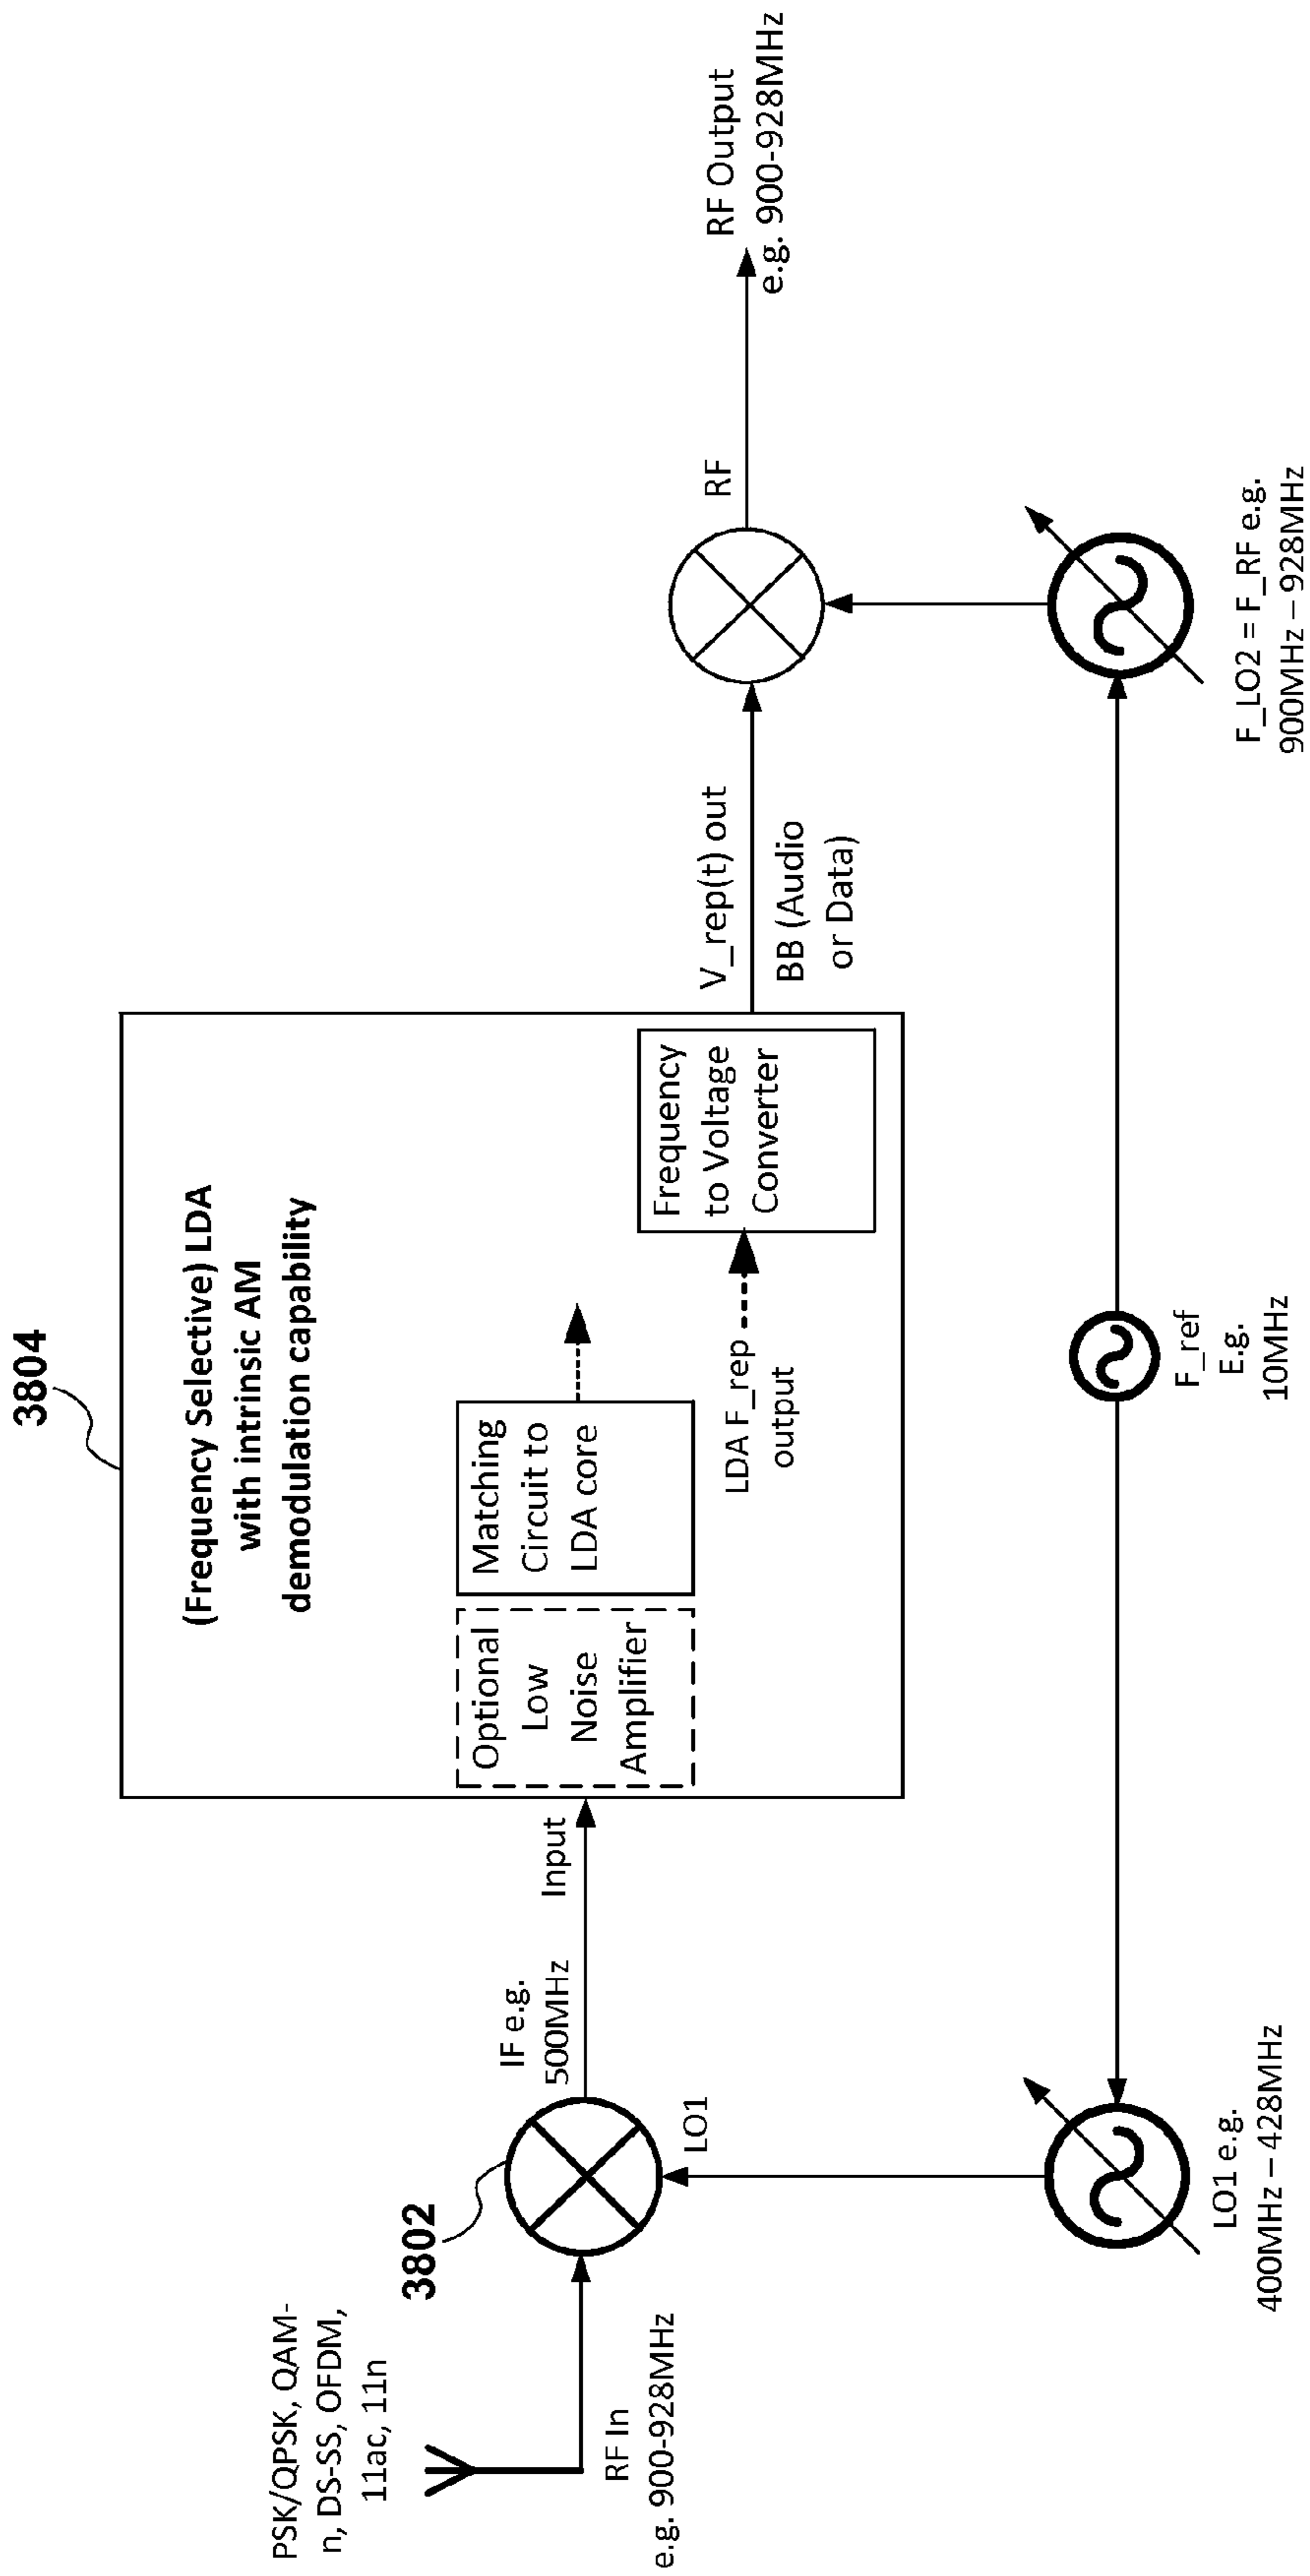 PSK/QPSK, QAM-
n, DS-SS, OFDM,
11ac, 11n
RF In
e.g. 900-928MHz
3802
LO1
IF e.g.
500MHz
Input
LO1 e.g.
400MHz – 428MHz
3804
(Frequency Selective) LDA
with intrinsic AM
demodulation capability
Optional
Low
Noise
Amplifier
Matching
Circuit to
LDA core
LDA F_rep
output
Frequency
to Voltage
Converter
F_ref
E.g.
10MHz
V_rep(t) out
BB (Audio
or Data)
RF
RF Output
e.g. 900-928MHz
F_LO2 = F_RF e.g.
900MHz – 928MHz